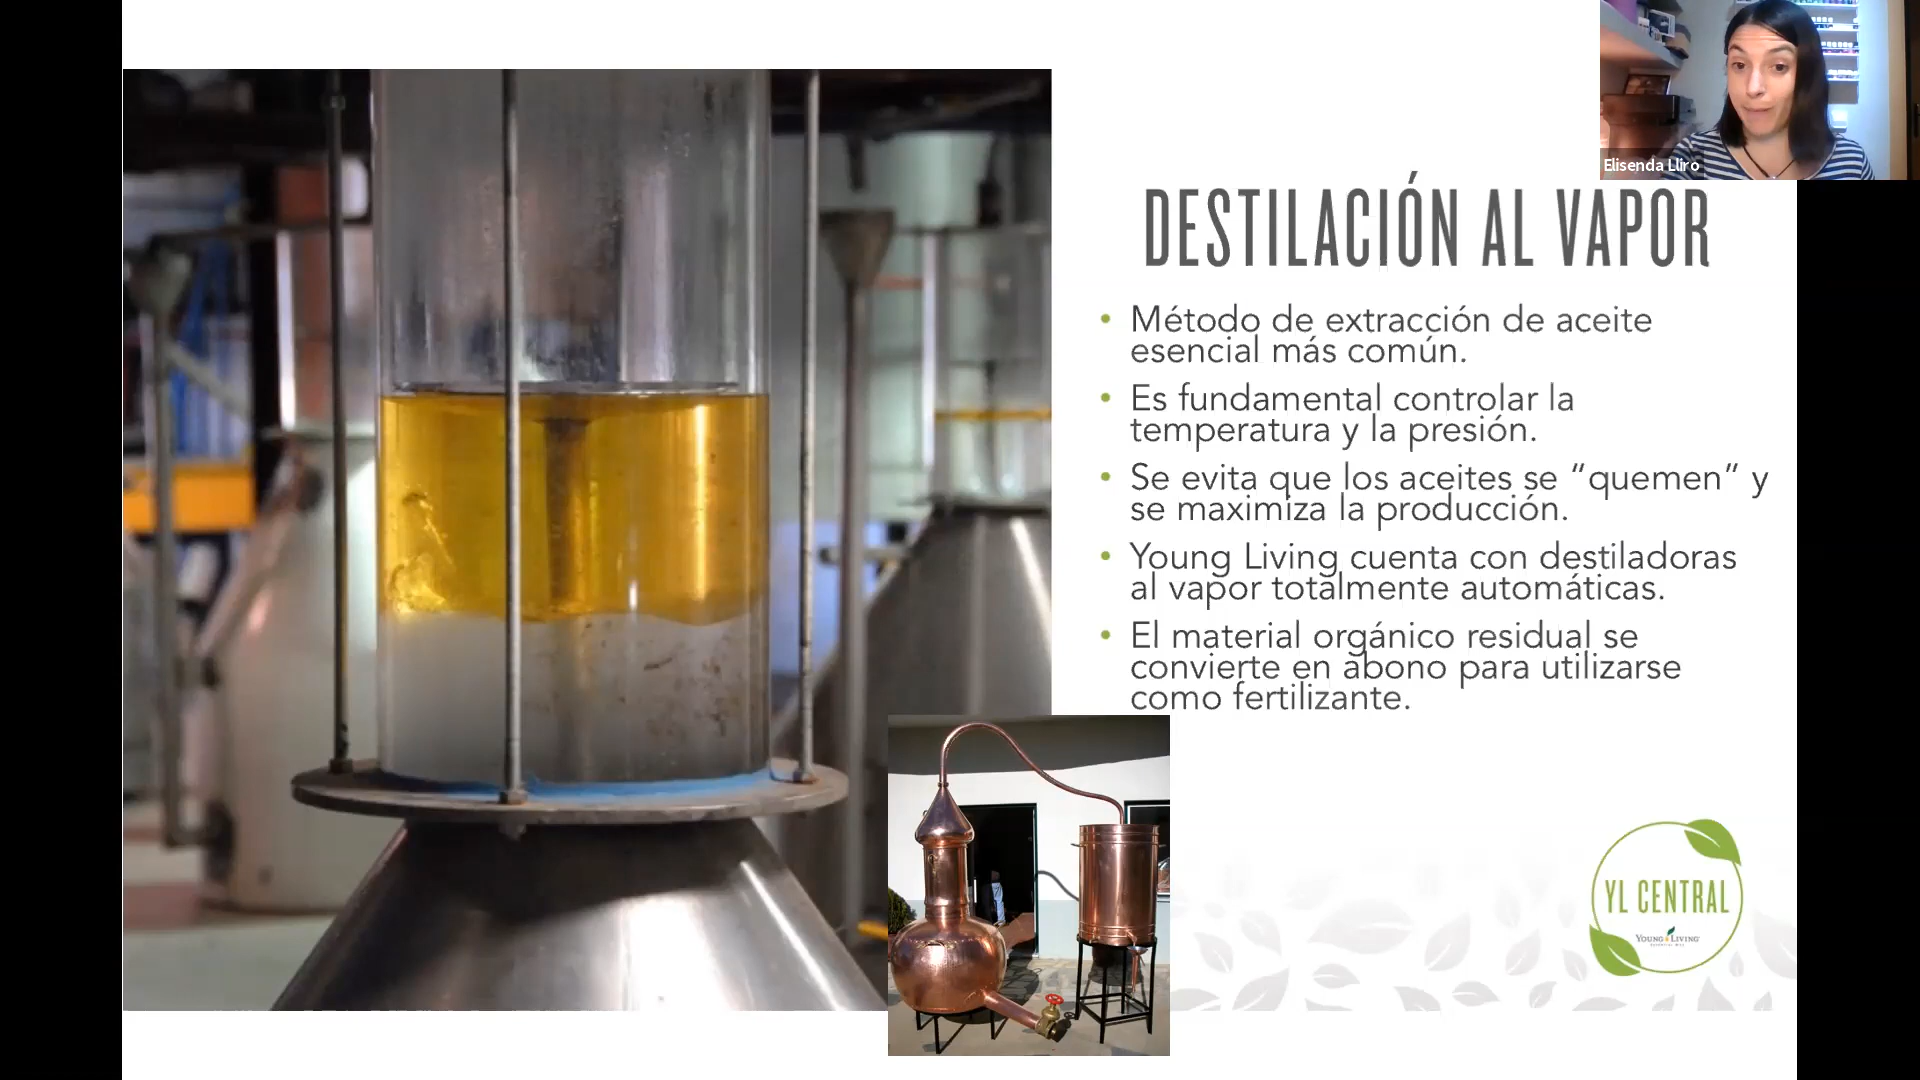 Elisenda Lliro
DESTILACIÓN AL VAPOR
• Método de extracción de aceite
esencial más común.
• Es fundamental controlar la
temperatura y la presión.
• Se evita que los aceites se “quemen” y
se maximiza la producción.
• Young Living cuenta con destiladoras
al vapor totalmente automáticas.
• El material orgánico residual se
convierte en abono para utilizarse
como fertilizante.
YL CENTRAL
YOUNG LIVING